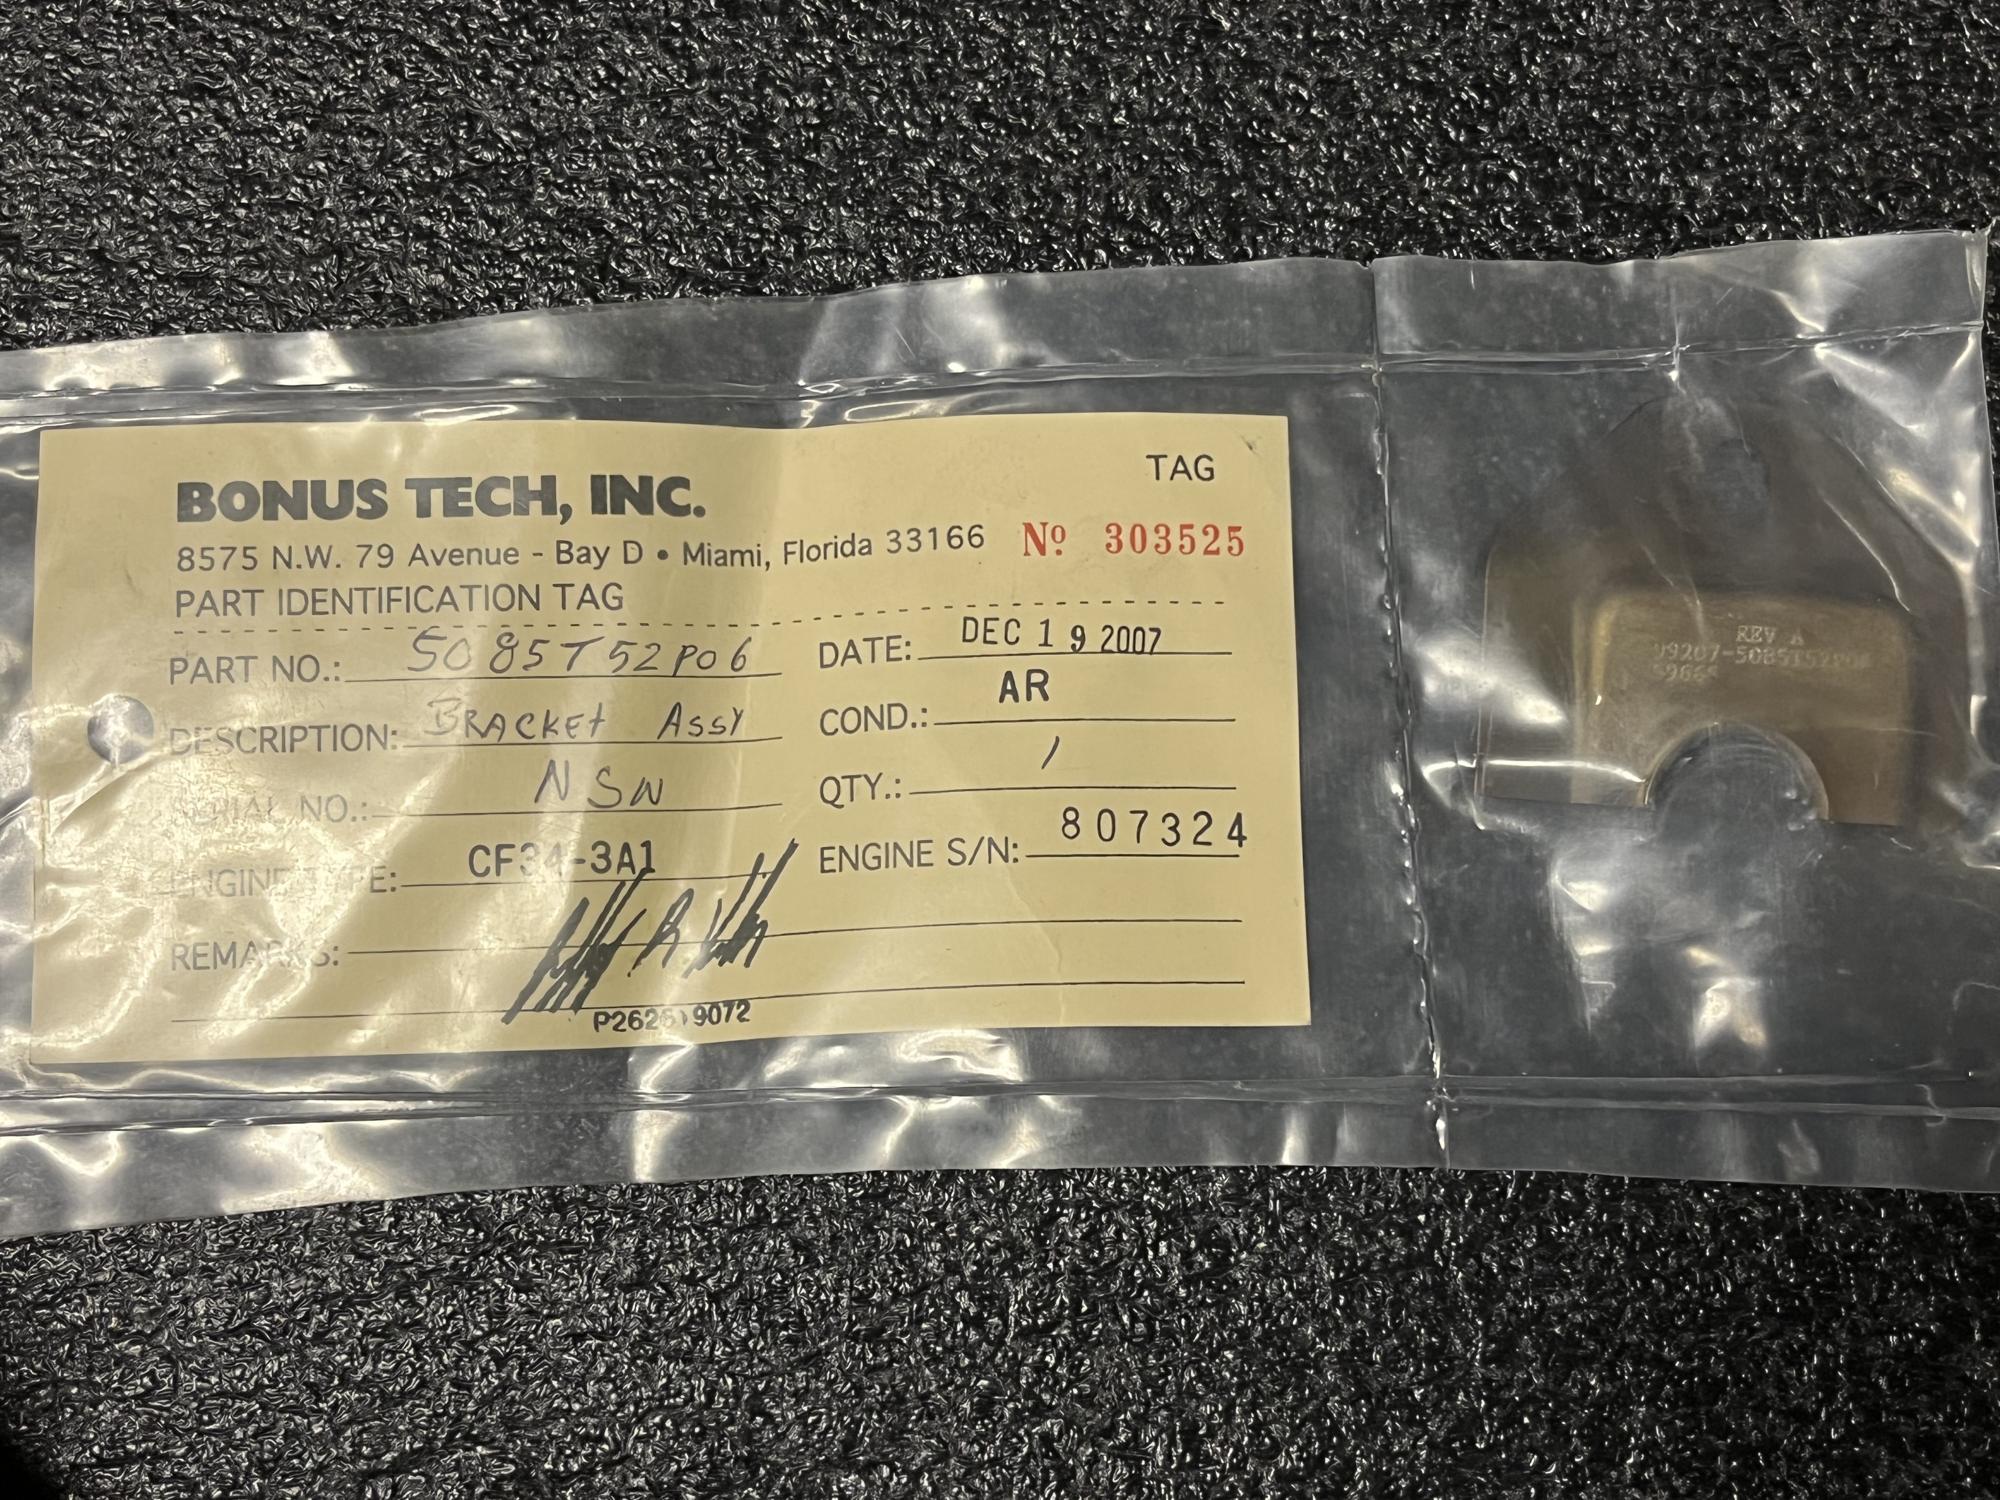 BONUS TECH, INC.
TAG
8575 N.W. 79 Avenue - Bay D • Miami, Florida 33166 Nº 303525
PART IDENTIFICATION TAG
PART NO.: 5085T52P06 DATE: DEC 19 2007
DESCRIPTION: BRACKET ASSY COND.: AR
SERIAL NO.: NSN QTY.: 1
ENGINE TYPE: CF34-3A1 ENGINE S/N: 807324
REMARKS:
REV A
99207-5085T52P06